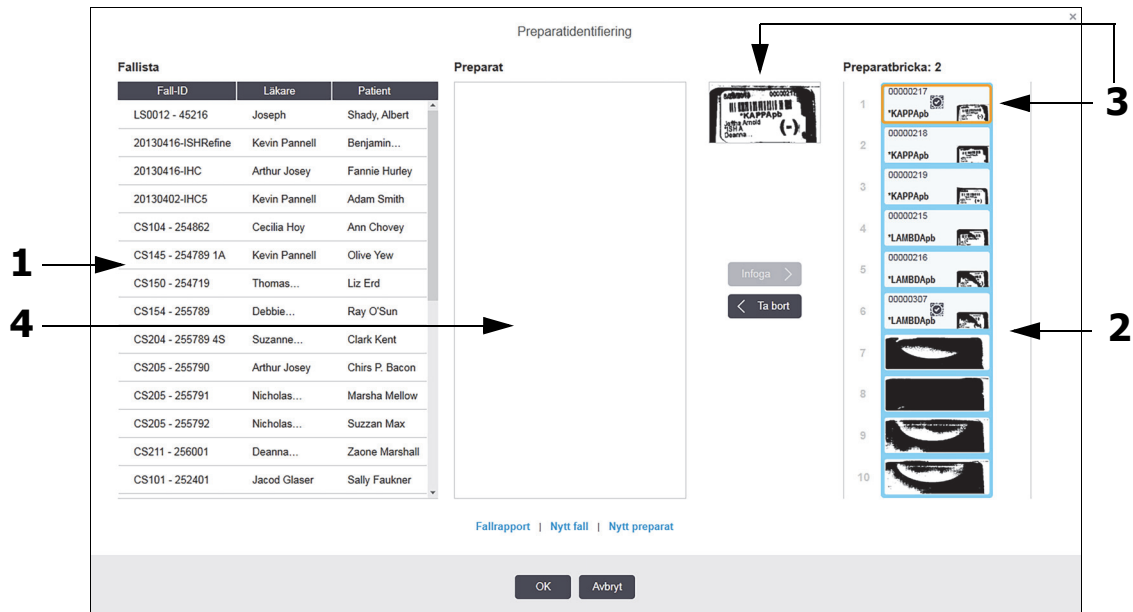 Preparatidentifiering
×
Fallista
Fall-ID Läkare Patient
LS0012 - 45216 Joseph Shady, Albert
20130416-ISHRefine Kevin Pannell Benjamin...
20130416-IHC Arthur Josey Fannie Hurley
20130402-IHC5 Kevin Pannell Adam Smith
CS104 - 254862 Cecilia Hoy Ann Chovey
CS145 - 254789 1A Kevin Pannell Olive Yew
CS150 - 254719 Thomas... Liz Erd
CS154 - 255789 Debbie... Ray O'Sun
CS204 - 255789 4S Suzanne... Clark Kent
CS205 - 255790 Arthur Josey Chirs P. Bacon
CS205 - 255791 Nicholas... Marsha Mellow
CS205 - 255792 Nicholas... Suzzan Max
CS211 - 256001 Deanna... Zaone Marshall
CS101 - 252401 Jacod Glaser Sally Faukner
Preparat
*KAPPApb
Arnold
*ISH A
Deanna...
(-)
Infoga
Ta bort
Preparatbricka: 2
1 00000217
*KAPPApb (-)
2 00000218
*KAPPApb
3 00000219
*KAPPApb (-)
4 00000215
*LAMBDApb
5 00000216
*LAMBDApb
6 00000307
*LAMBDApb
7
8
9
10
Fallrapport | Nytt fall | Nytt preparat
OK Avbryt
1
4
3
2